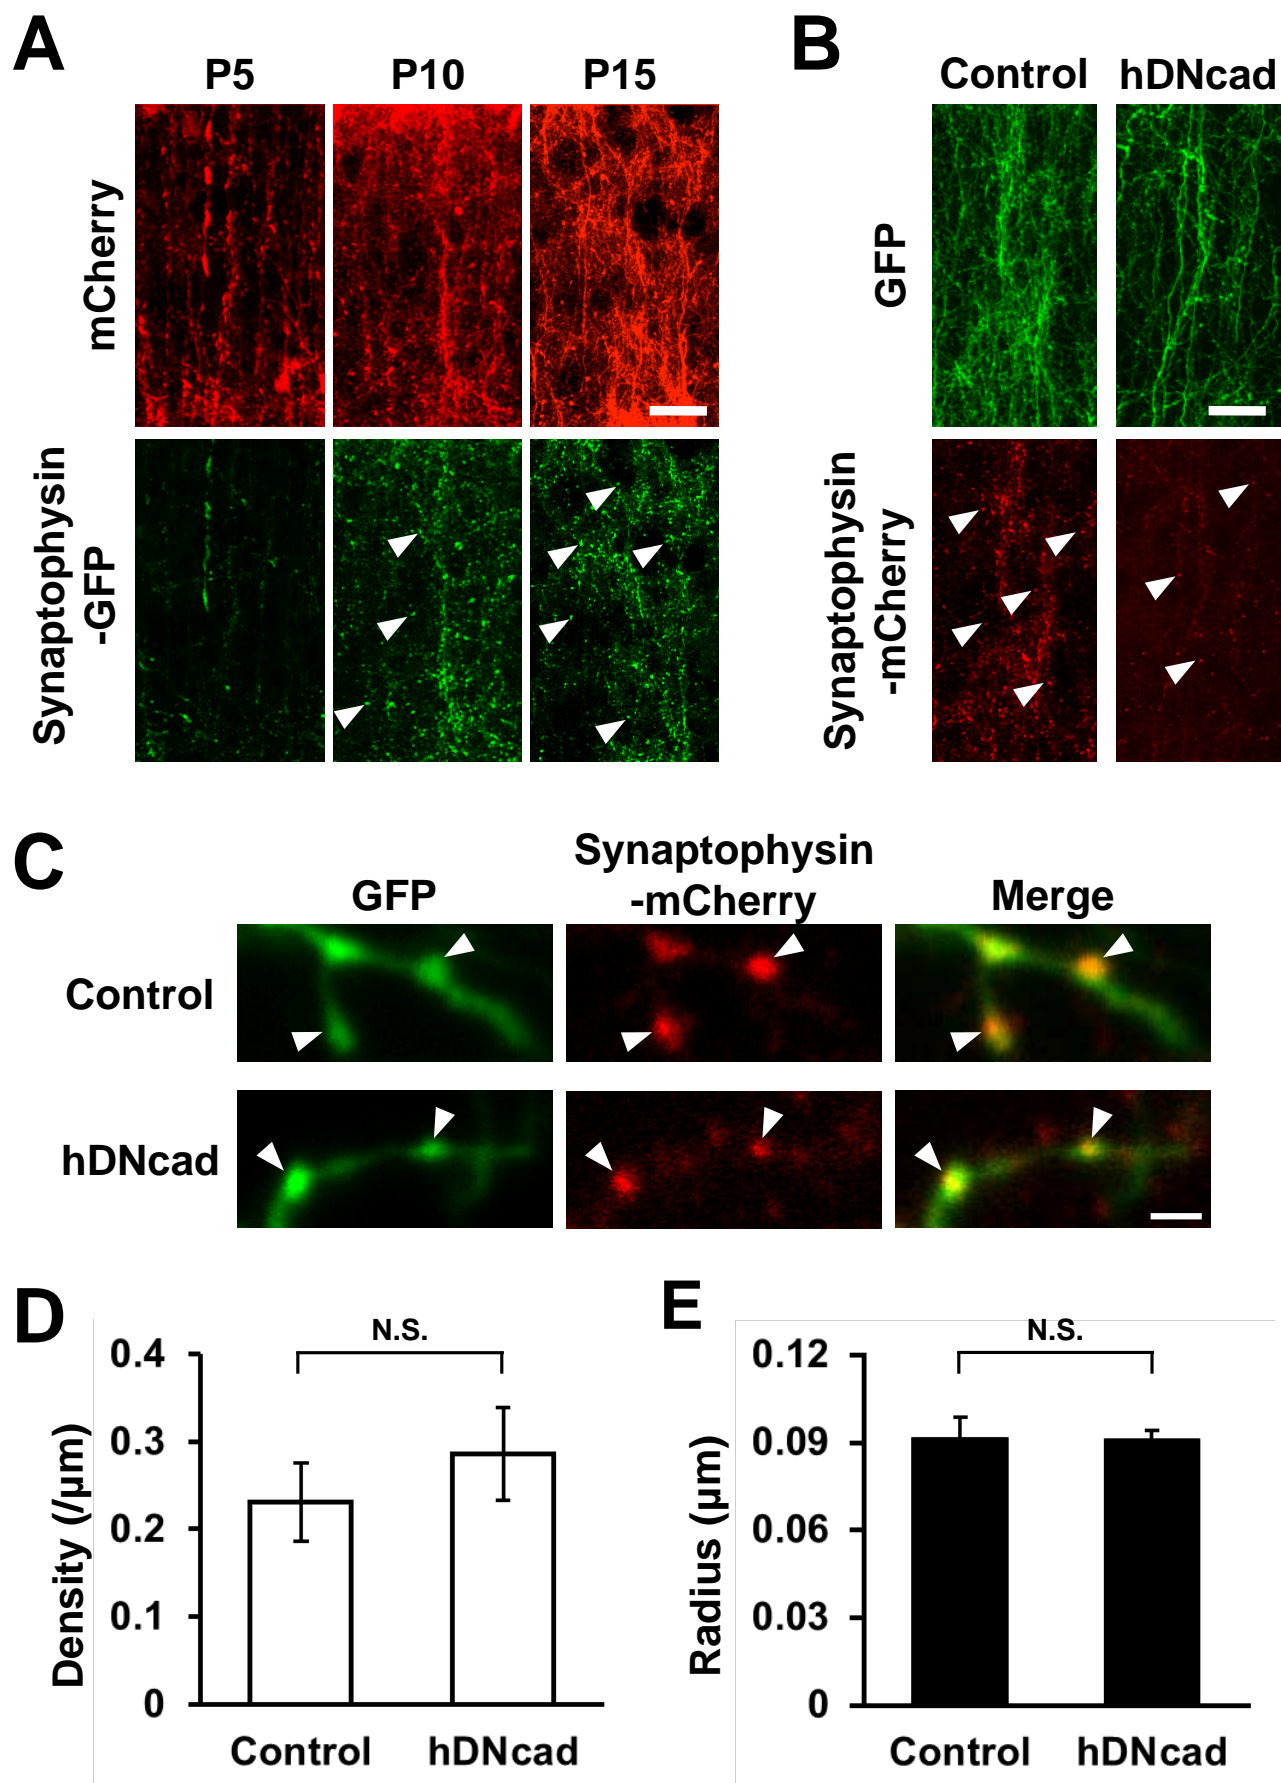 A
P5
P10
P15
mCherry
Synaptophysin
-GFP
B
Control
hDNcad
GFP
Synaptophysin
-mCherry
C
GFP
Synaptophysin
-mCherry
Merge
Control
hDNcad
D
N.S.
Density (/µm)
0.4
0.3
0.2
0.1
0
Control
hDNcad
E
N.S.
Radius (µm)
0.12
0.09
0.06
0.03
0
Control
hDNcad